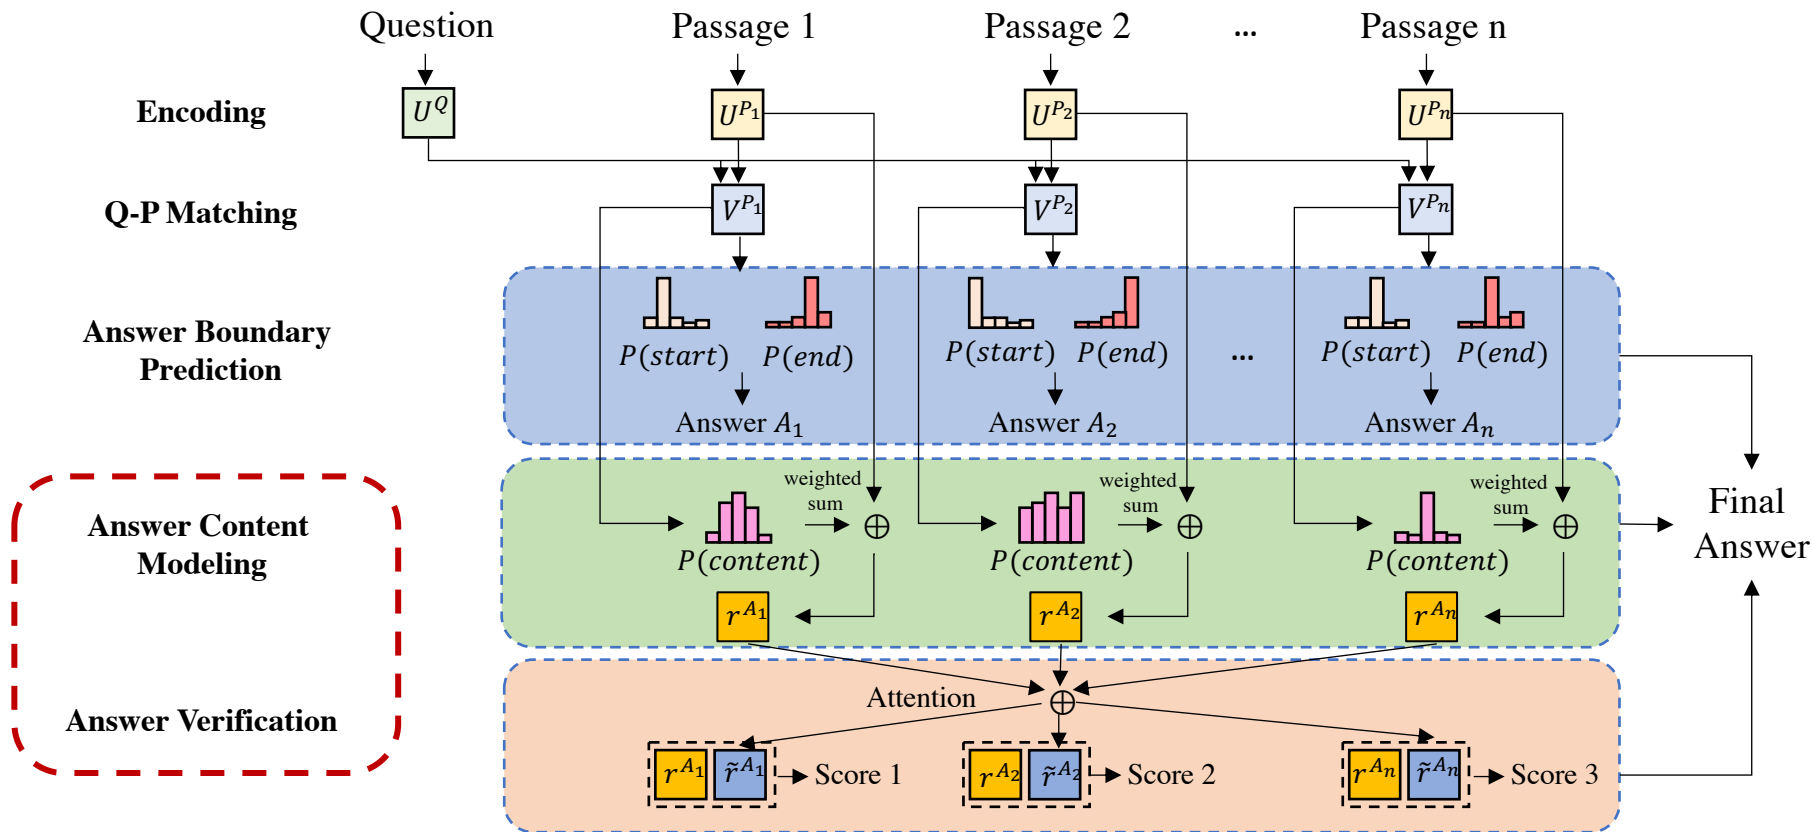 Question Passage 1 Passage 2 ... Passage n
Encoding
U^Q U^{P_1} U^{P_2} U^{P_n}
Q-P Matching
V^{P_1} V^{P_2} V^{P_n}
Answer Boundary
Prediction
P(start) P(end) P(start) P(end) ... P(start) P(end)
Answer A_1 Answer A_2 Answer A_n
Answer Content
Modeling
weighted
sum
weighted
sum
weighted
sum
P(content) P(content) P(content)
r^{A_1} r^{A_2} r^{A_n}
Final
Answer
Answer Verification
Attention
r^{A_1} r̃^{A_1} Score 1 r^{A_2} r̃^{A_2} Score 2 r^{A_n} r̃^{A_n} Score 3